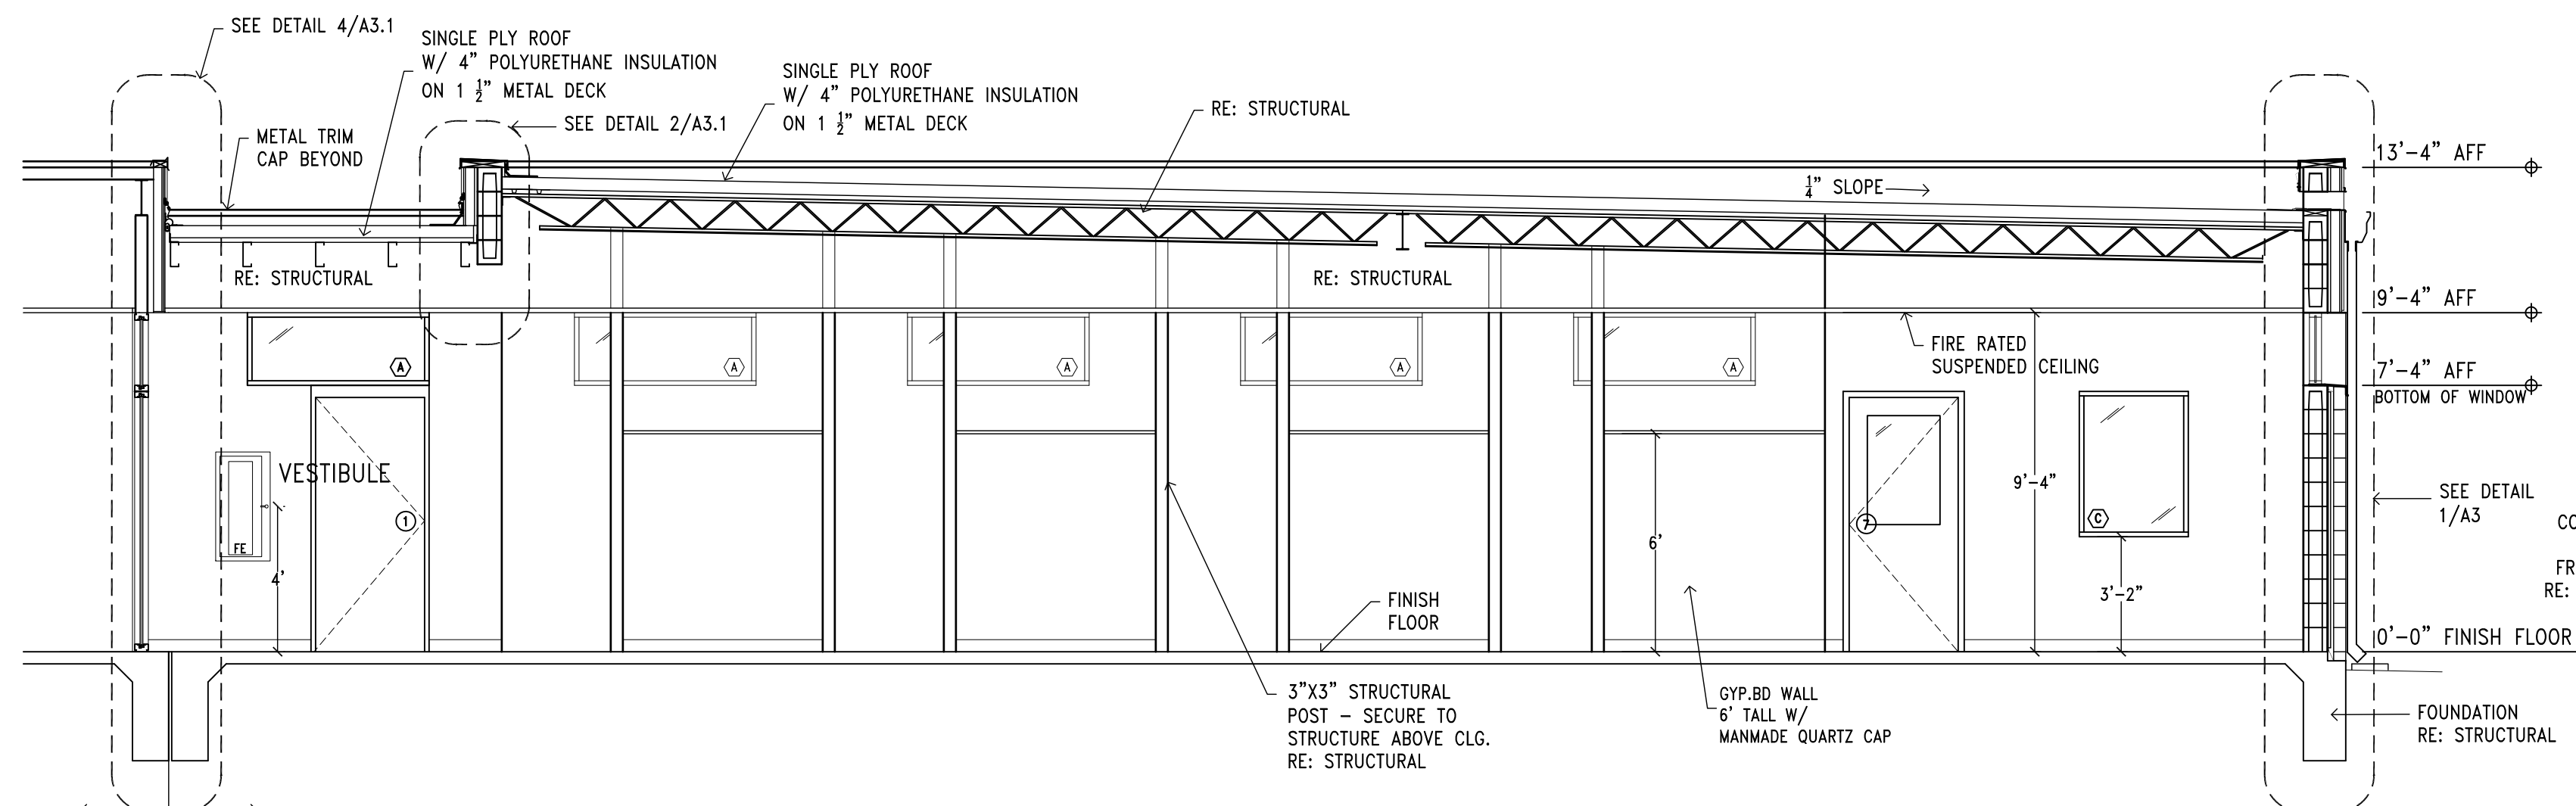 SEE DETAIL 4/A3.1
SINGLE PLY ROOF
W/ 4" POLYURETHANE INSULATION
ON 1 ½" METAL DECK
SINGLE PLY ROOF
W/ 4" POLYURETHANE INSULATION
ON 1 ½" METAL DECK
RE: STRUCTURAL
SEE DETAIL 2/A3.1
METAL TRIM
CAP BEYOND
13'-4" AFF
¼" SLOPE
RE: STRUCTURAL
RE: STRUCTURAL
9'-4" AFF
FIRE RATED
SUSPENDED CEILING
A
A
A
A
A
7'-4" AFF
BOTTOM OF WINDOW
VESTIBULE
9'-4"
SEE DETAIL
1/A3
1
7
C
CO
FE
6'
4'
FR
RE:
3'-2"
FINISH
FLOOR
0'-0" FINISH FLOOR
3"X3" STRUCTURAL
POST - SECURE TO
STRUCTURE ABOVE CLG.
RE: STRUCTURAL
GYP.BD WALL
6' TALL W/
MANMADE QUARTZ CAP
FOUNDATION
RE: STRUCTURAL